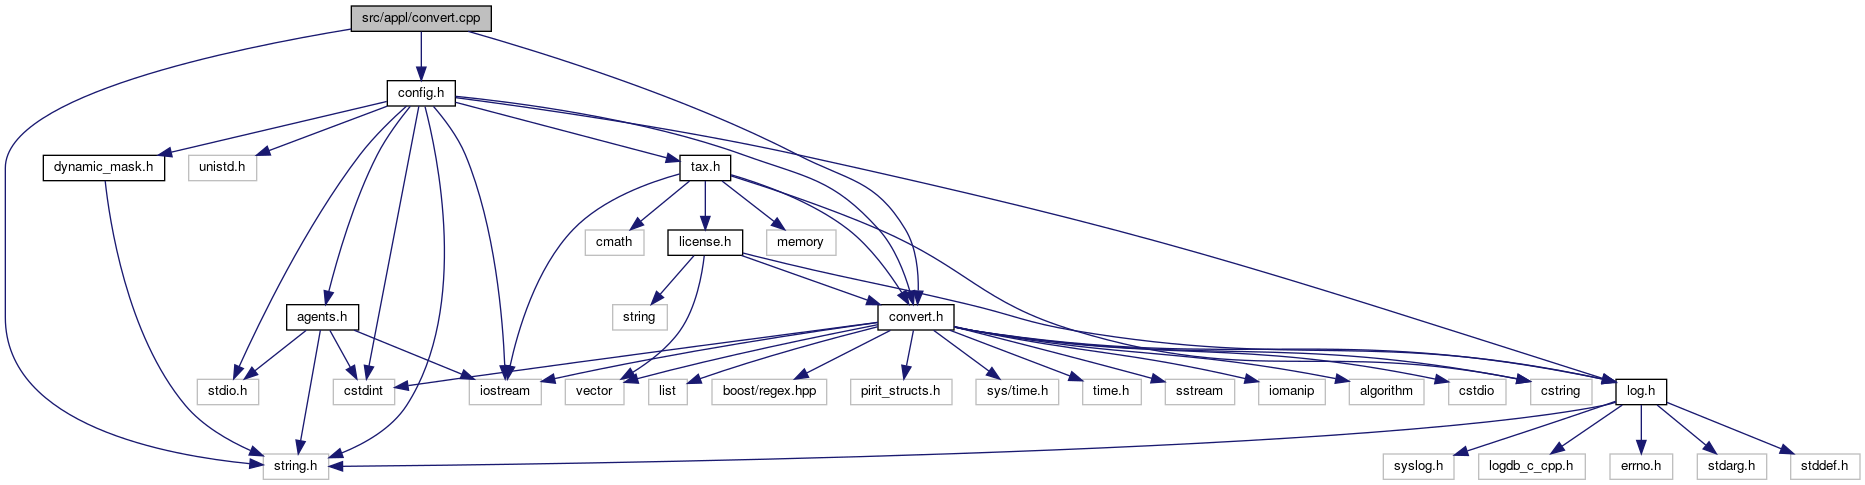 src/appl/convert.cpp
config.h
dynamic_mask.h
unistd.h
tax.h
cmath
license.h
memory
agents.h
string
convert.h
stdio.h
cstdint
iostream
vector
list
boost/regex.hpp
pirit_structs.h
sys/time.h
time.h
sstream
iomanip
algorithm
cstdio
cstring
log.h
string.h
syslog.h
logdb_c_cpp.h
errno.h
stdarg.h
stddef.h